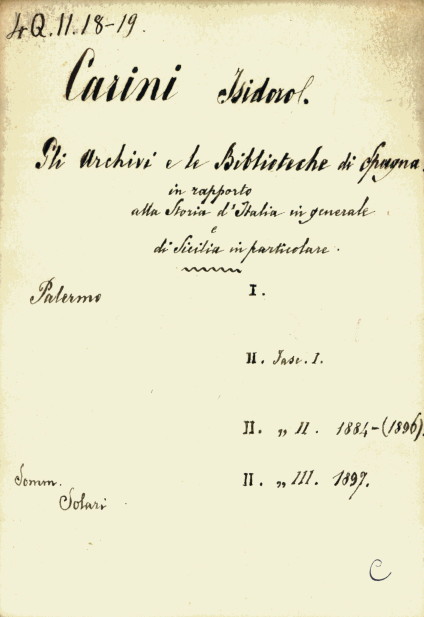 4Q.11.18-19.
Carini Isidoro.
Gli Archivi e le Biblioteche di Spagna
in rapporto
alla Storia d'Italia in generale
e
di Sicilia in particolare.
Palermo I.
II. Fasc. I.
II. „ II. 1884-(1896).
Somm. II. „ III. 1897.
Solari
C